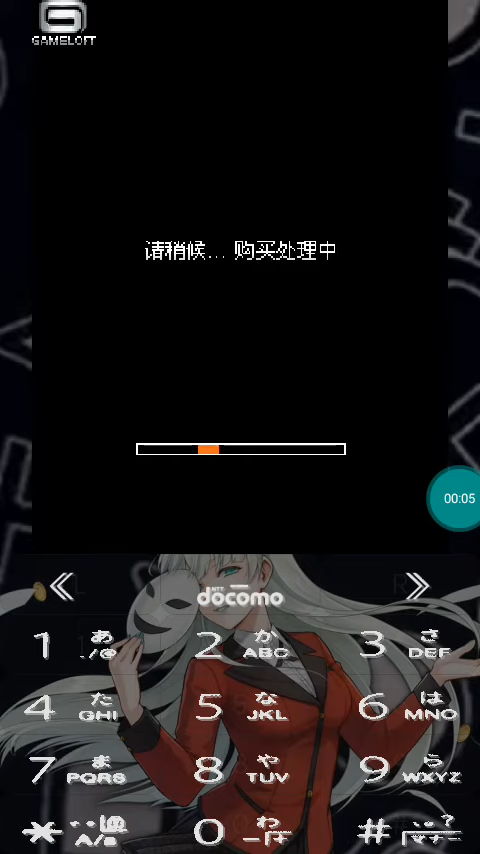 GAMELOFT
请稍候... 购买处理中
00:05
NTT
döcomo
1 あ ./@
2 か ABC
3 さ DEF
4 た GHI
5 な JKL
6 は MNO
7 ま PQRS
8 や TUV
9 ら WXYZ
* A/a
0 わ
#